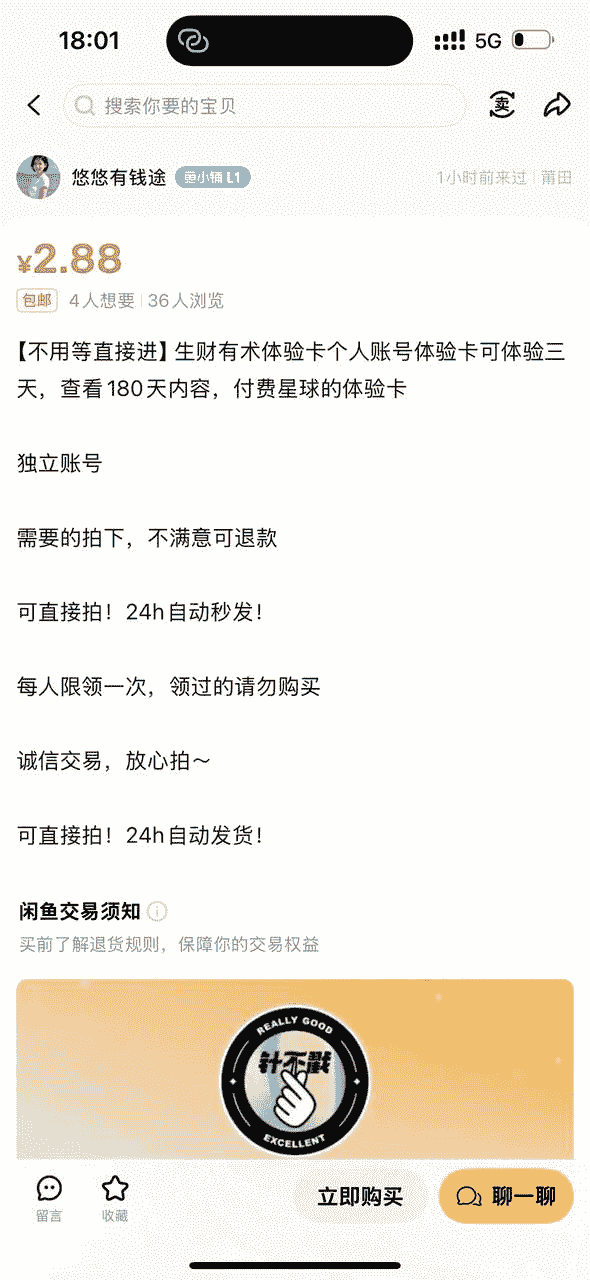 18:01
5G
搜索你要的宝贝
卖
悠悠有钱途
鱼小铺 L1
1小时前来过 | 莆田
¥2.88
包邮 4人想要 | 36人浏览
【不用等直接进】生财有术体验卡个人账号体验卡可体验三
天，查看180天内容，付费星球的体验卡
独立账号
需要的拍下，不满意可退款
可直接拍！24h自动秒发！
每人限领一次，领过的请勿购买
诚信交易，放心拍～
可直接拍！24h自动发货！
闲鱼交易须知
买前了解退货规则，保障你的交易权益
REALLY GOOD
针不戳
EXCELLENT
留言
收藏
立即购买
聊一聊